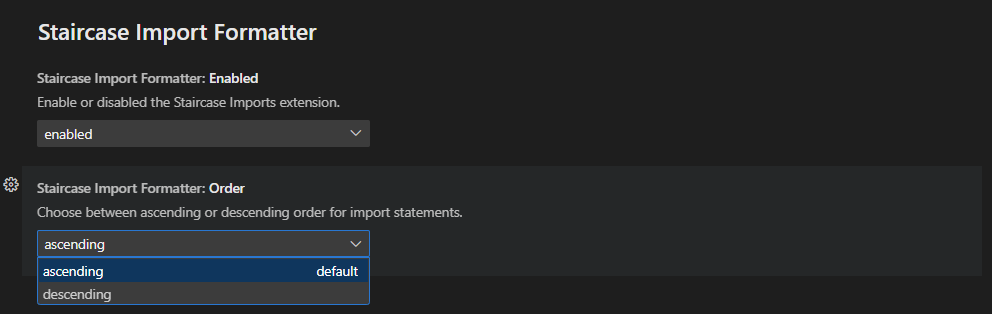 Staircase Import Formatter
Staircase Import Formatter: Enabled
Enable or disabled the Staircase Imports extension.
enabled
Staircase Import Formatter: Order
Choose between ascending or descending order for import statements.
ascending
ascending default
descending